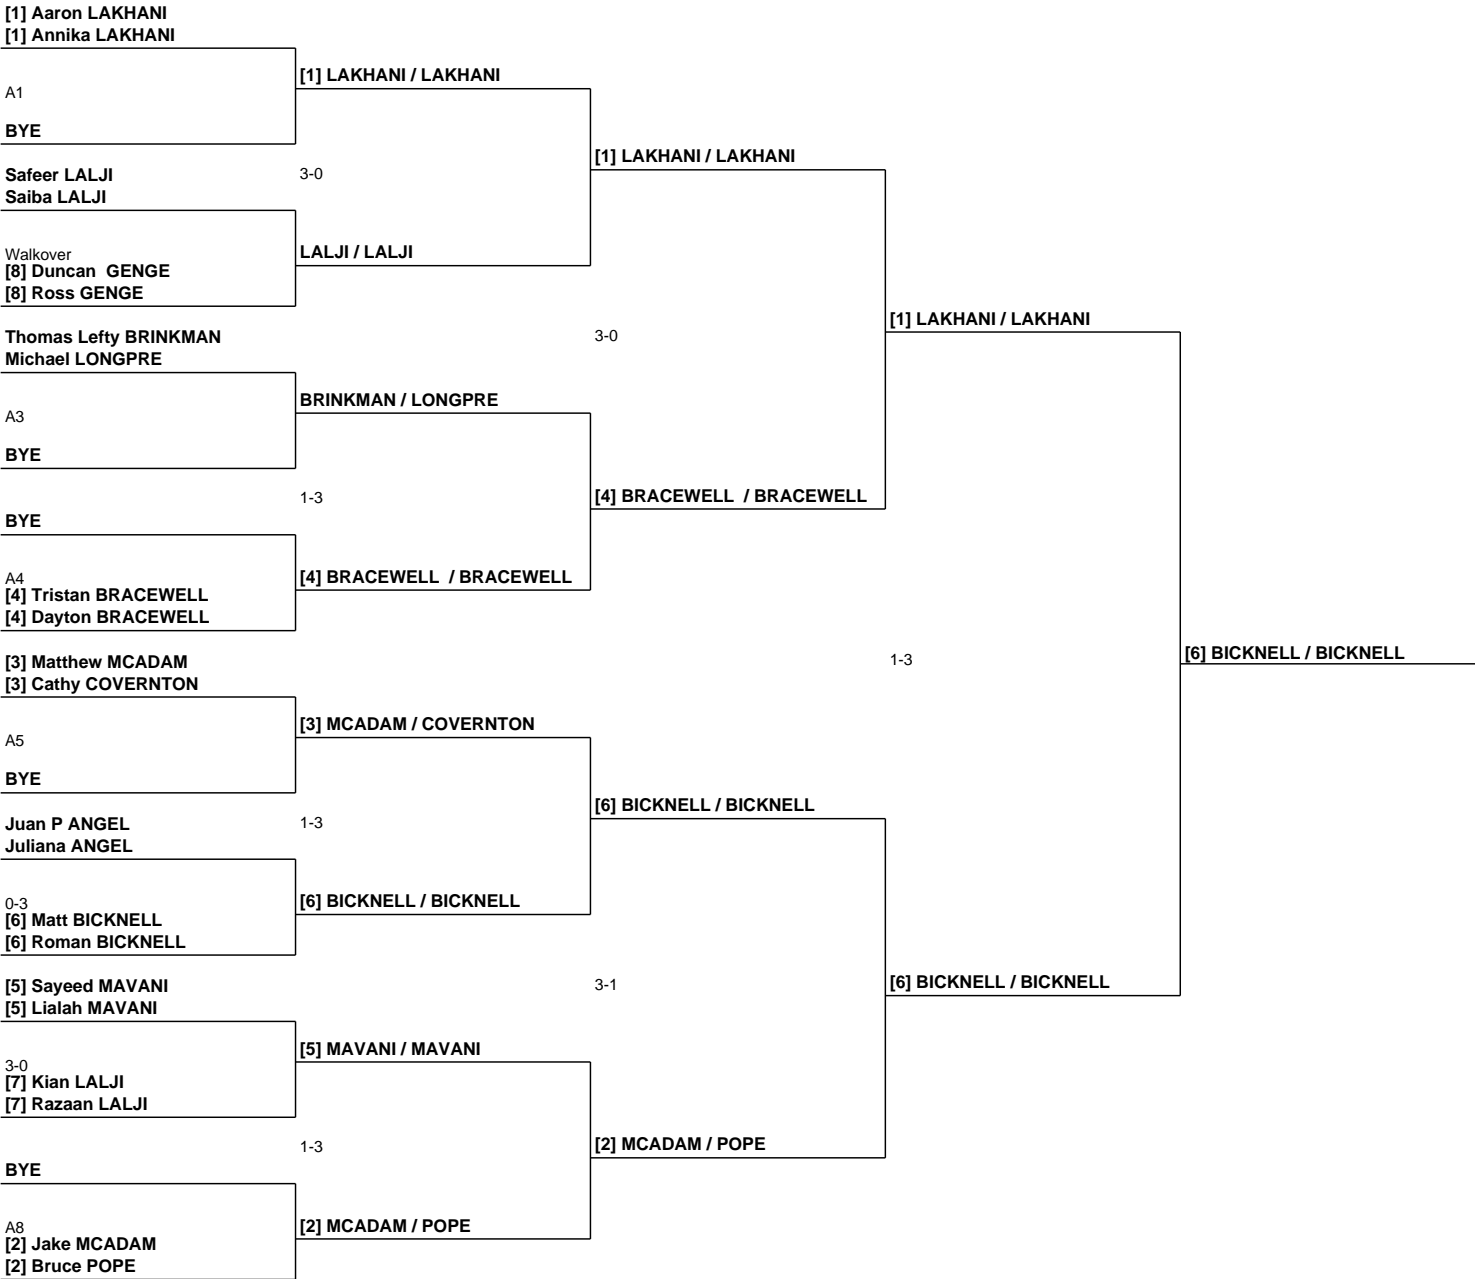 [1] Aaron LAKHANI
[1] Annika LAKHANI
[1] LAKHANI / LAKHANI
A1
BYE
[1] LAKHANI / LAKHANI
Safeer LALJI
3-0
Saiba LALJI
Walkover
LALJI / LALJI
[8] Duncan  GENGE
[8] Ross GENGE
[1] LAKHANI / LAKHANI
Thomas Lefty BRINKMAN
3-0
Michael LONGPRE
BRINKMAN / LONGPRE
A3
BYE
1-3
[4] BRACEWELL  / BRACEWELL
BYE
A4
[4] BRACEWELL  / BRACEWELL
[4] Tristan BRACEWELL
[4] Dayton BRACEWELL
[3] Matthew MCADAM
1-3
[6] BICKNELL / BICKNELL
[3] Cathy COVERNTON
[3] MCADAM / COVERNTON
A5
BYE
[6] BICKNELL / BICKNELL
Juan P ANGEL
1-3
Juliana ANGEL
0-3
[6] BICKNELL / BICKNELL
[6] Matt BICKNELL
[6] Roman BICKNELL
[5] Sayeed MAVANI
3-1
[6] BICKNELL / BICKNELL
[5] Lialah MAVANI
[5] MAVANI / MAVANI
3-0
[7] Kian LALJI
[7] Razaan LALJI
1-3
[2] MCADAM / POPE
BYE
A8
[2] MCADAM / POPE
[2] Jake MCADAM
[2] Bruce POPE